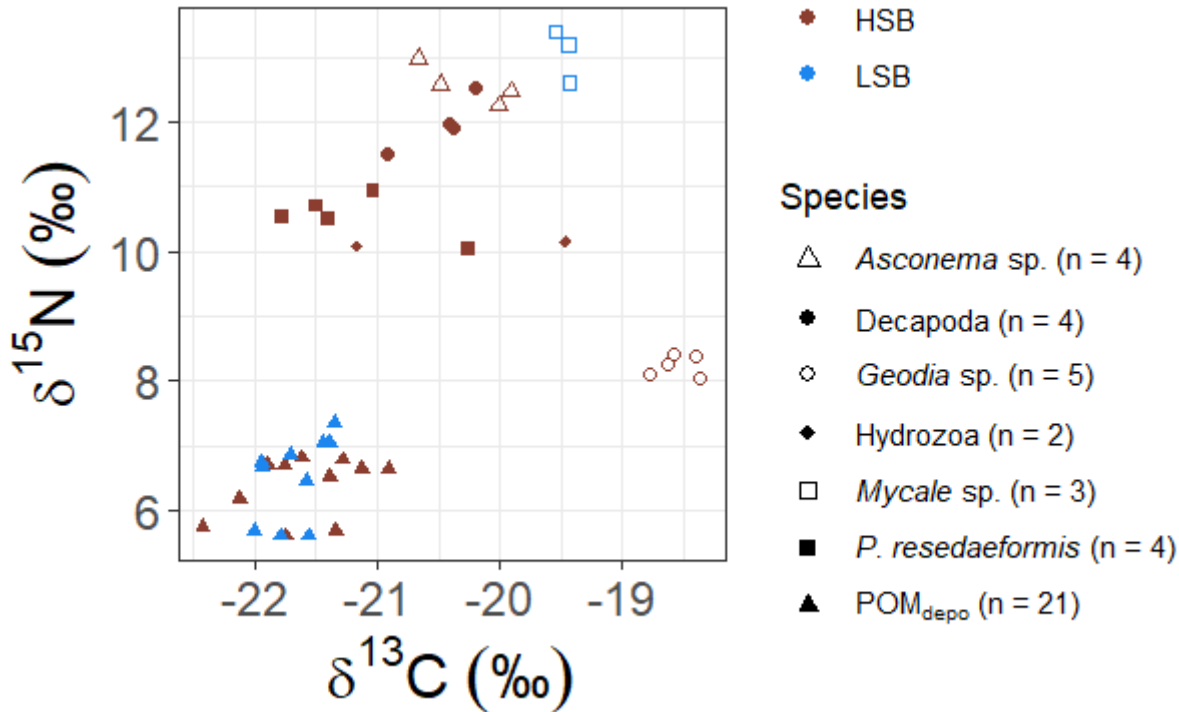 HSB
LSB
Species
Asconema sp. (n = 4)
Decapoda (n = 4)
Geodia sp. (n = 5)
Hydrozoa (n = 2)
Mycale sp. (n = 3)
P. resedaeformis (n = 4)
POMdepo (n = 21)
δ15N (‰)
12
10
8
6
-22 -21 -20 -19
δ13C (‰)